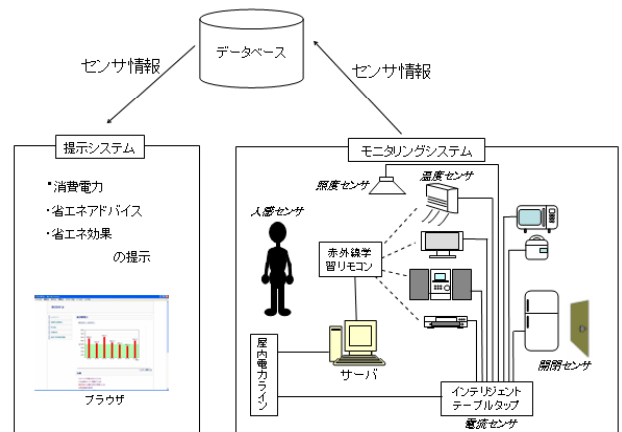 データベース
センサ情報
センサ情報
提示システム
・消費電力
・省エネアドバイス
・省エネ効果
の提示
ブラウザ
モニタリングシステム
照度センサ
温度センサ
人感センサ
赤外線学
習リモコン
サーバ
屋内電力ライン
開閉センサ
インテリジェント
テーブルタップ
電流センサ